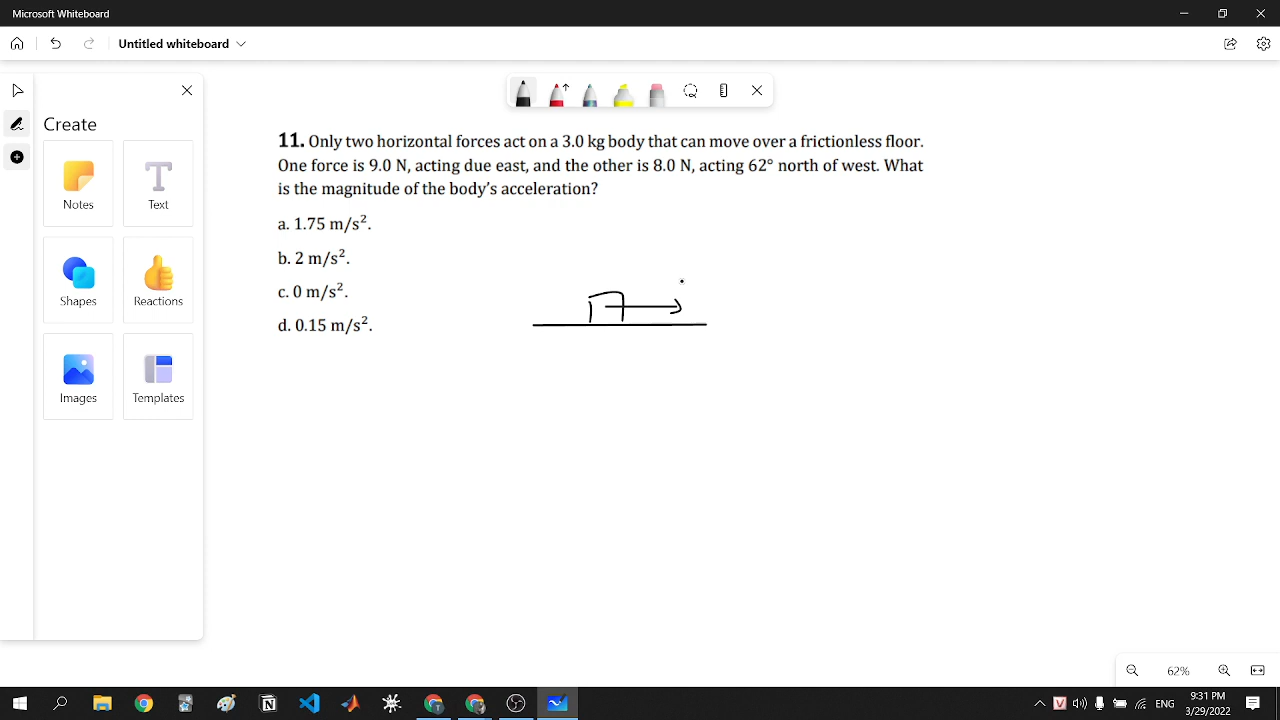 Microsoft Whiteboard
Untitled whiteboard
Create
Notes
Text
Shapes
Reactions
Images
Templates
11. Only two horizontal forces act on a 3.0 kg body that can move over a frictionless floor.
One force is 9.0 N, acting due east, and the other is 8.0 N, acting 62° north of west. What
is the magnitude of the body’s acceleration?
a. 1.75 m/s².
b. 2 m/s².
c. 0 m/s².
d. 0.15 m/s².
62%
ENG
9:31 PM
3/29/2022